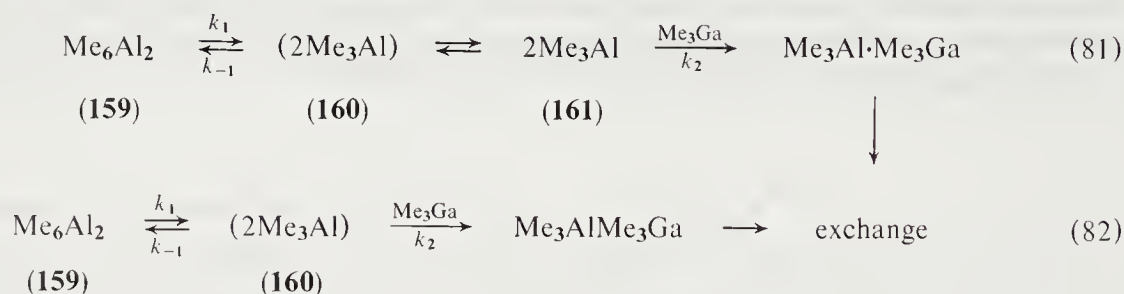 k₁ Me₃Ga
Me₆Al₂ ⇌ (2Me₃Al) ⇌ 2Me₃Al ⟶ Me₃Al·Me₃Ga (81)
k₋₁ k₂
(159) (160) (161)
↓
k₁ Me₃Ga
Me₆Al₂ ⇌ (2Me₃Al) ⟶ Me₃AlMe₃Ga ⟶ exchange (82)
k₋₁ k₂
(159) (160)